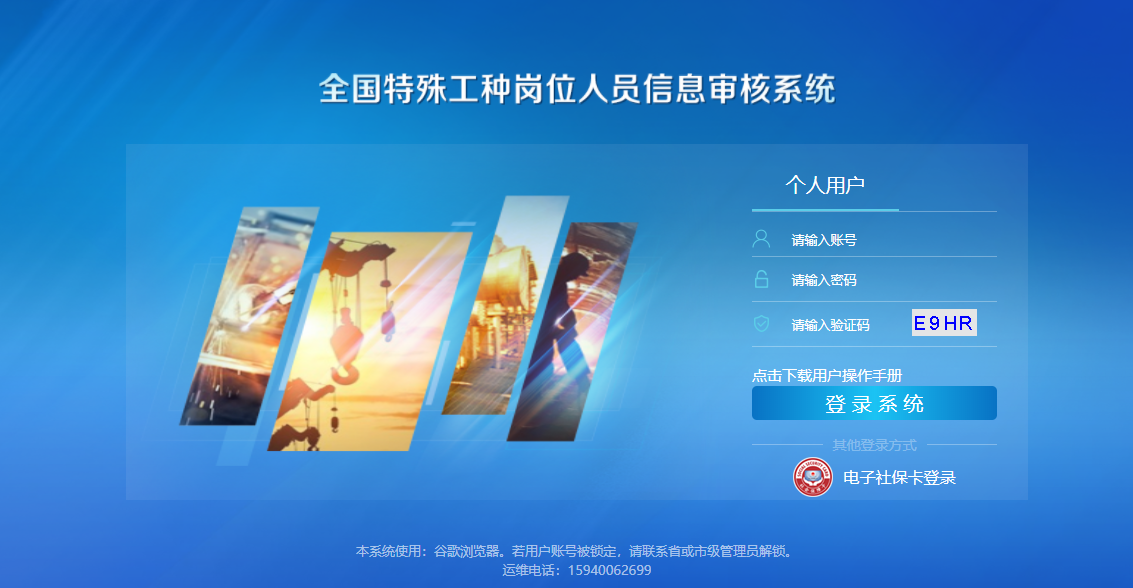 全国特殊工种岗位人员信息审核系统
个人用户
请输入账号
请输入密码
请输入验证码 E9HR
点击下载用户操作手册
登录系统
其他登录方式
电子社保卡登录
本系统使用：谷歌浏览器。若用户账号被锁定，请联系省或市级管理员解锁。
运维电话：15940062699